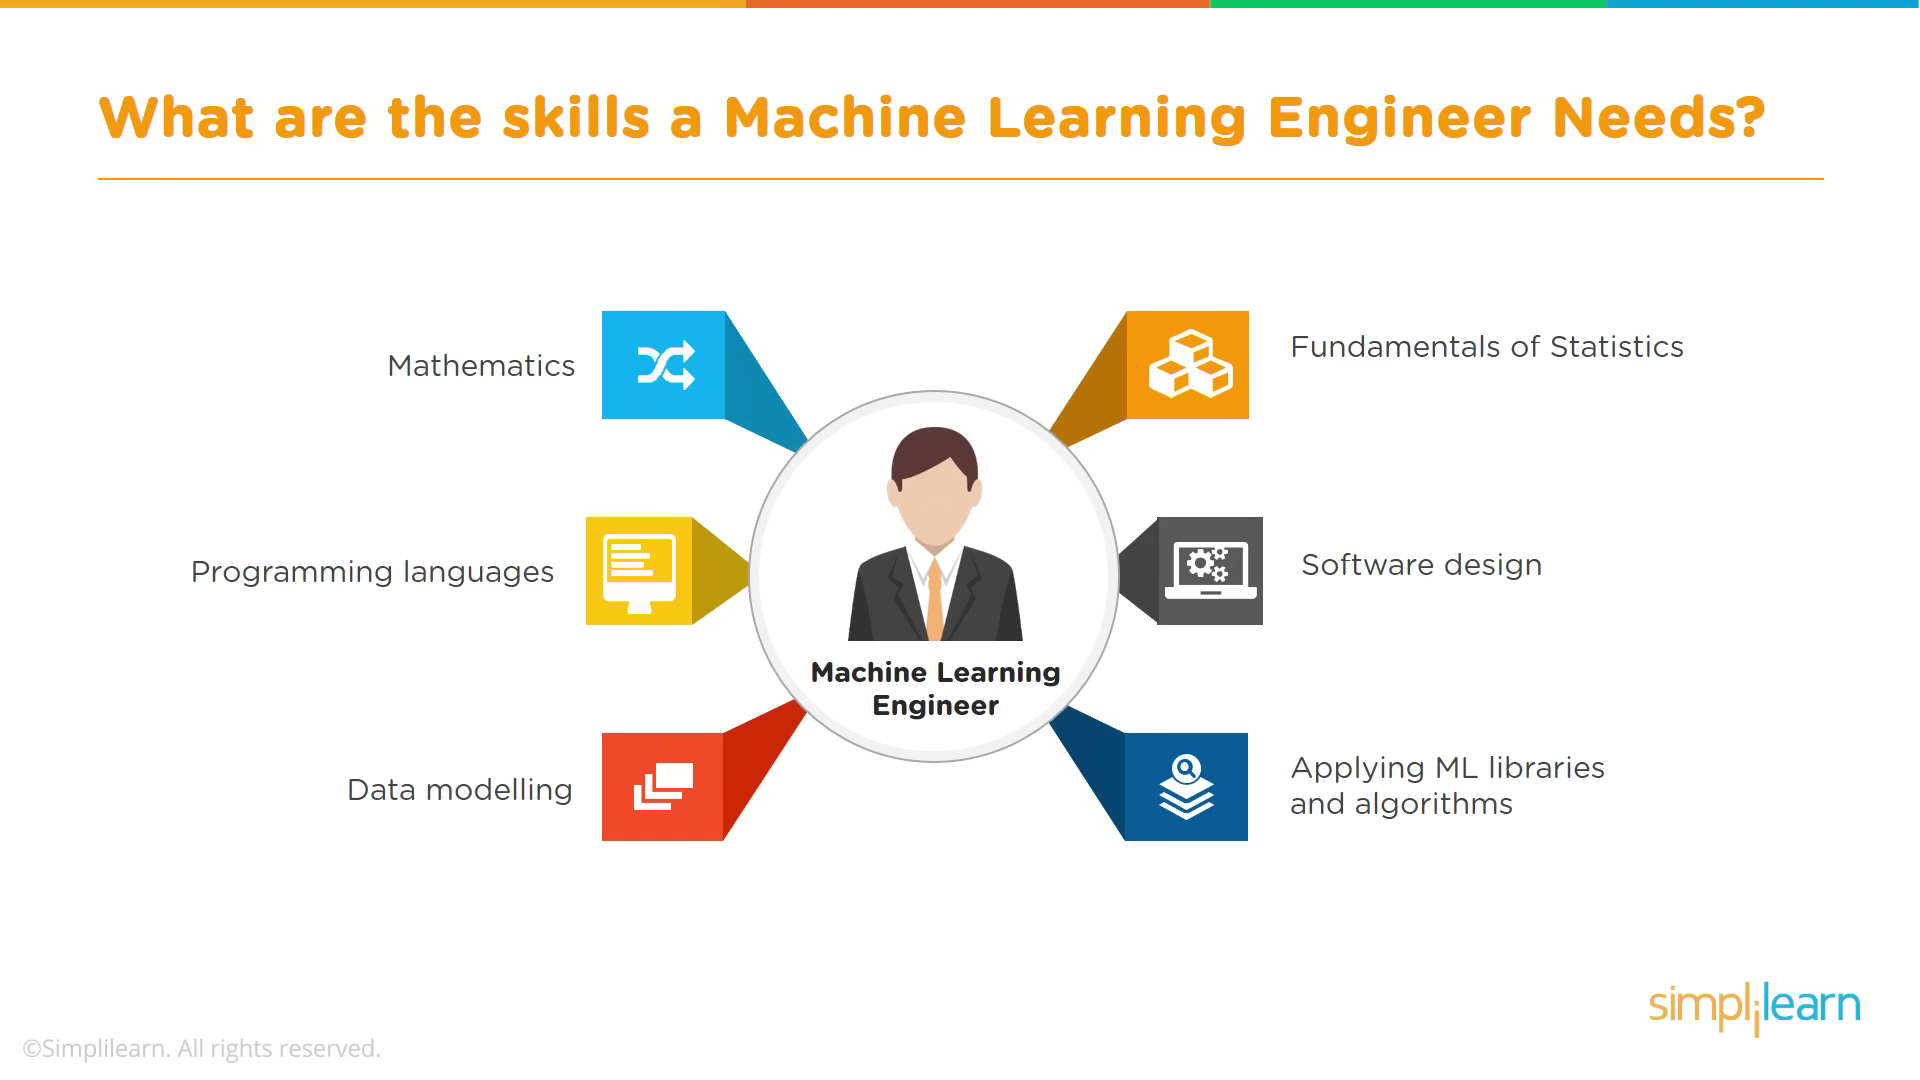 What are the skills a Machine Learning Engineer Needs?
Mathematics
Fundamentals of Statistics
Programming languages
Software design
Machine Learning
Engineer
Data modelling
Applying ML libraries
and algorithms
simplilearn
©Simplilearn. All rights reserved.